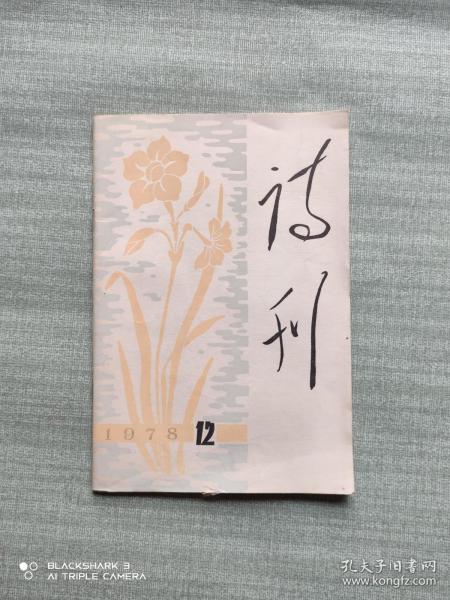 诗刊
1978 12
BLACKSHARK 3
AI TRIPLE CAMERA
孔夫子旧书网
www.kongfz.com